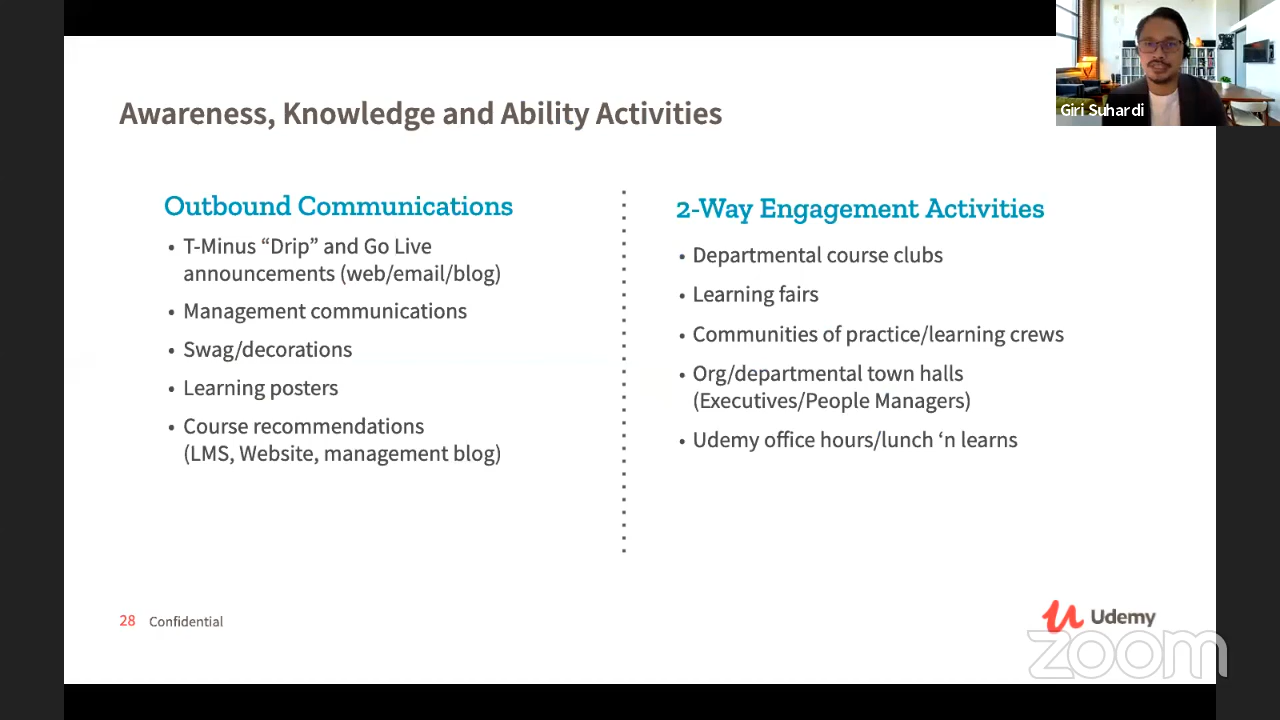 Giri Suhardi
Awareness, Knowledge and Ability Activities
Outbound Communications
• T-Minus “Drip” and Go Live
announcements (web/email/blog)
• Management communications
• Swag/decorations
• Learning posters
• Course recommendations
(LMS, Website, management blog)
2-Way Engagement Activities
• Departmental course clubs
• Learning fairs
• Communities of practice/learning crews
• Org/departmental town halls
(Executives/People Managers)
• Udemy office hours/lunch ‘n learns
28 Confidential
Udemy
zoom